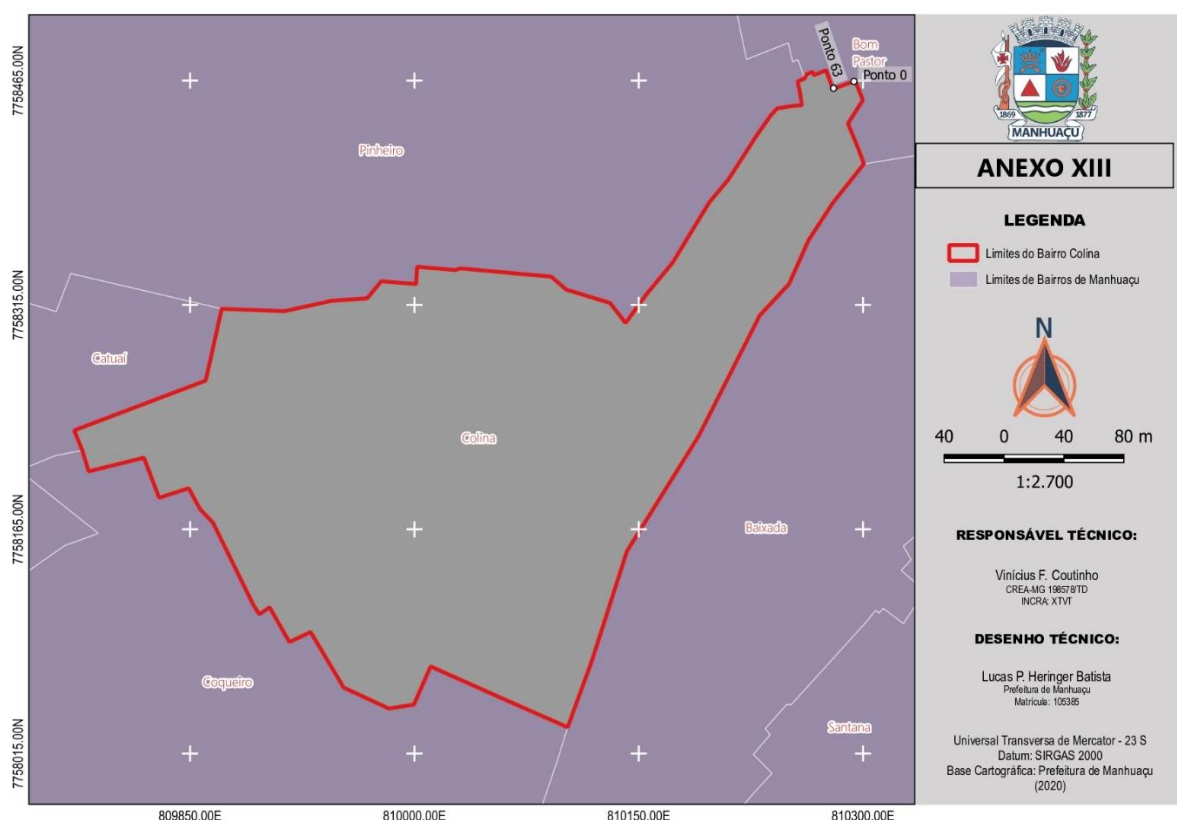 7758465.00N
7758315.00N
7758165.00N
7758015.00N
809850.00E
810000.00E
810150.00E
810300.00E
Ponto 63
Bom
Pastor
Ponto 0
Pinheiro
Catuaí
Colina
Baixada
Coqueiro
Santana
1869
1877
MANHUAÇU
ANEXO XIII
LEGENDA
Limites do Bairro Colina
Limites de Bairros de Manhuaçu
N
40 0 40 80 m
1:2.700
RESPONSÁVEL TÉCNICO:
Vinícius F. Coutinho
CREA-MG 198578/TD
INCRA: XTVT
DESENHO TÉCNICO:
Lucas P. Heringer Batista
Prefeitura de Manhuaçu
Matrícula: 105385
Universal Transversa de Mercator - 23 S
Datum: SIRGAS 2000
Base Cartográfica: Prefeitura de Manhuaçu
(2020)